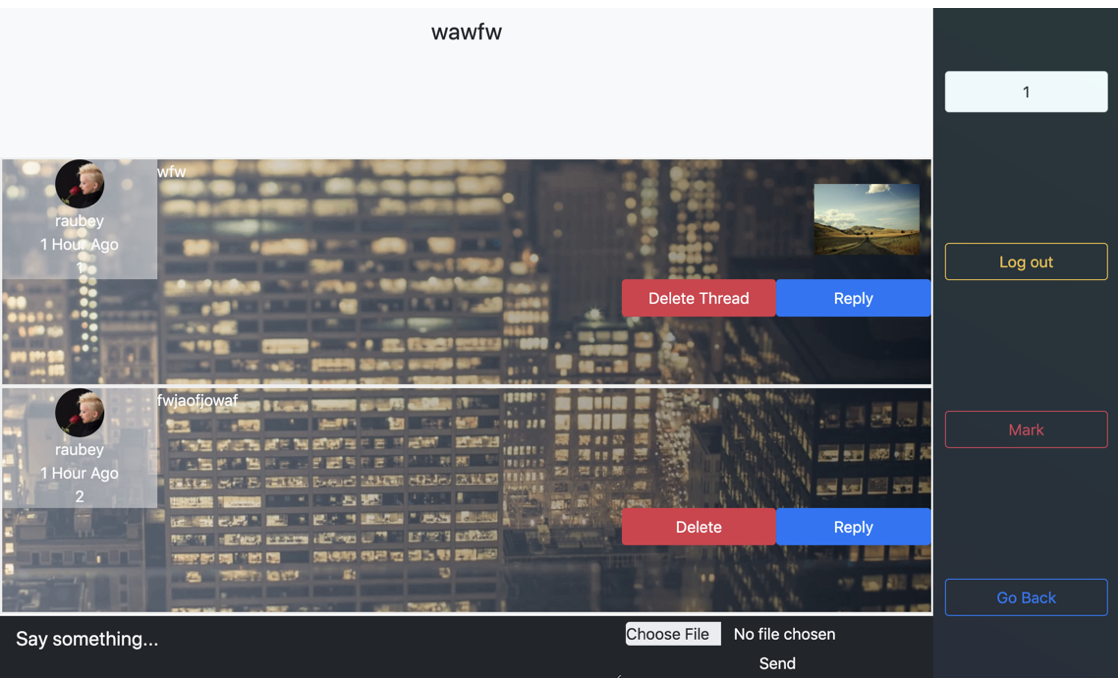 wawfw
1
wfw
raubey
1 Hour Ago
1
Log out
Delete Thread
Reply
fwjaofjowaf
raubey
1 Hour Ago
2
Mark
Delete
Reply
Go Back
Say something...
Choose File No file chosen
Send